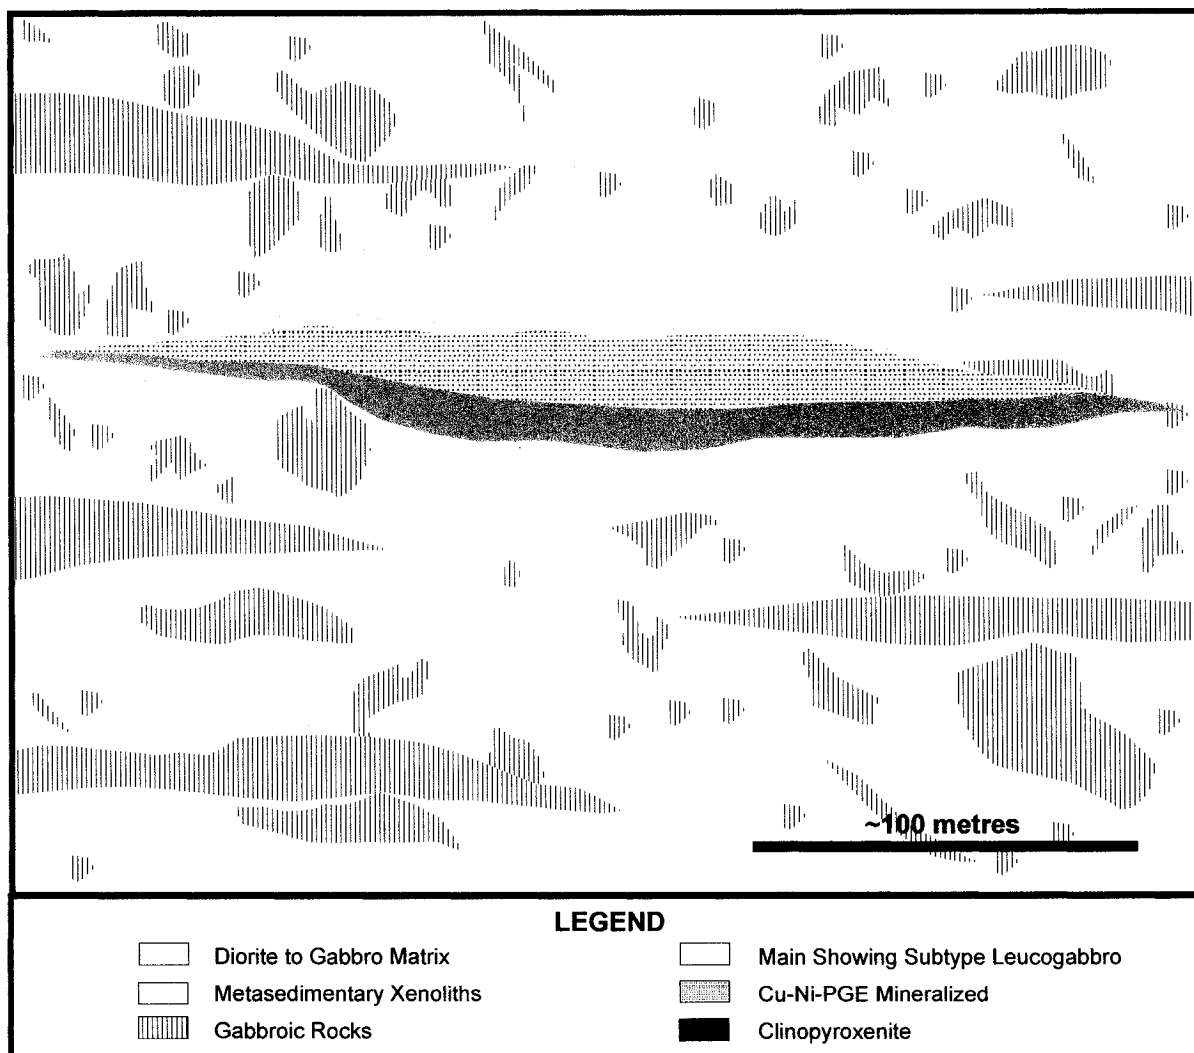 ~100 metres
LEGEND
Diorite to Gabbro Matrix
Metasedimentary Xenoliths
Gabbroic Rocks
Main Showing Subtype Leucogabbro
Cu-Ni-PGE Mineralized
Clinopyroxenite